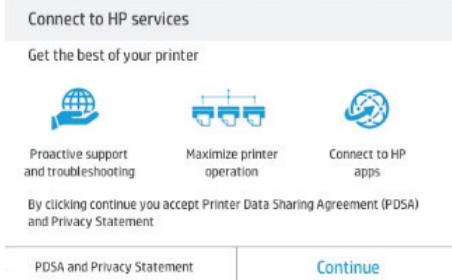 Connect to HP services
Get the best of your printer
Proactive support
and troubleshooting
Maximize printer
operation
Connect to HP
apps
By clicking continue you accept Printer Data Sharing Agreement (PDSA)
and Privacy Statement
PDSA and Privacy Statement
Continue